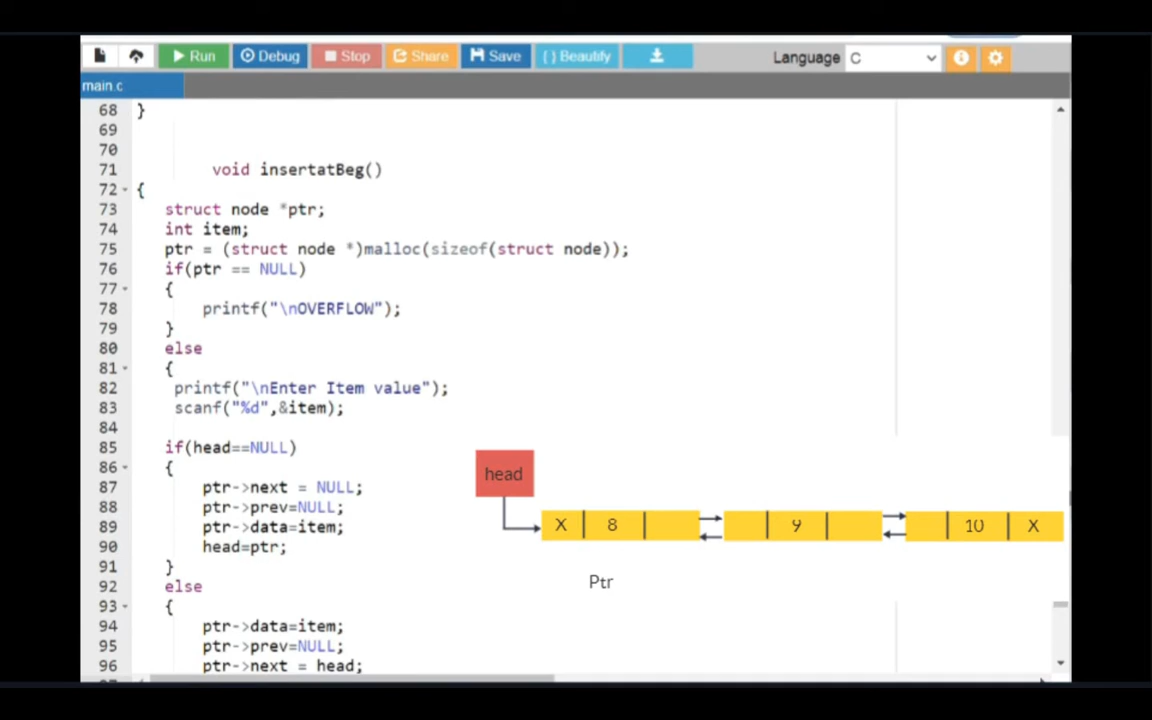 Run Debug Stop Share Save { } Beautify Language C
main.c
68 }
69
70
71 void insertatBeg()
72 {
73 struct node *ptr;
74 int item;
75 ptr = (struct node *)malloc(sizeof(struct node));
76 if(ptr == NULL)
77 {
78 printf("\nOVERFLOW");
79 }
80 else
81 {
82 printf("\nEnter Item value");
83 scanf("%d",&item);
84
85 if(head==NULL)
86 {
87 ptr->next = NULL;
88 ptr->prev=NULL;
89 ptr->data=item;
90 head=ptr;
91 }
92 else
93 {
94 ptr->data=item;
95 ptr->prev=NULL;
96 ptr->next = head;
head
X 8 9 10 X
Ptr